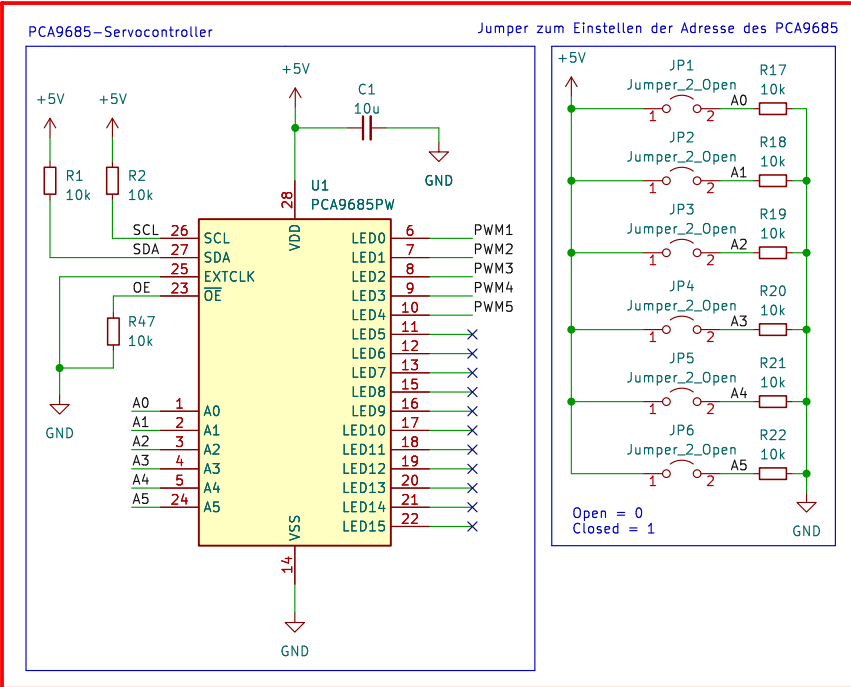 PCA9685-Servocontroller
+5V
+5V
+5V
C1
10u
GND
R1
10k
R2
10k
U1
PCA9685PW
28
VDD
SCL 26 SCL
SDA 27 SDA
25 EXTCLK
OE 23 OE
R47
10k
GND
A0 1 A0
A1 2 A1
A2 3 A2
A3 4 A3
A4 5 A4
A5 24 A5
LED0 6 PWM1
LED1 7 PWM2
LED2 8 PWM3
LED3 9 PWM4
LED4 10 PWM5
LED5 11
LED6 12
LED7 13
LED8 15
LED9 16
LED10 17
LED11 18
LED12 19
LED13 20
LED14 21
LED15 22
VSS
14
GND
Jumper zum Einstellen der Adresse des PCA9685
+5V
JP1
Jumper_2_Open
1 2
A0
R17
10k
JP2
Jumper_2_Open
1 2
A1
R18
10k
JP3
Jumper_2_Open
1 2
A2
R19
10k
JP4
Jumper_2_Open
1 2
A3
R20
10k
JP5
Jumper_2_Open
1 2
A4
R21
10k
JP6
Jumper_2_Open
1 2
A5
R22
10k
GND
Open = 0
Closed = 1